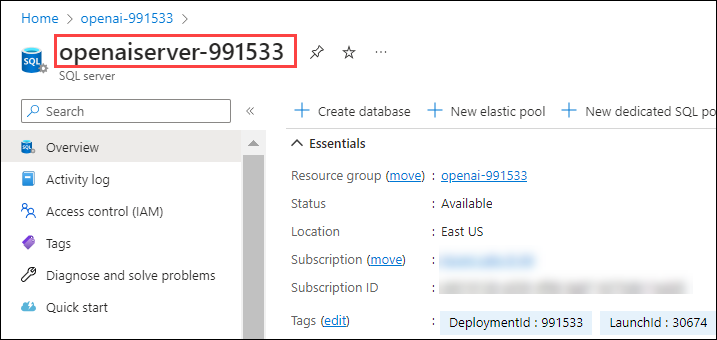 Home > openai-991533 >
openaiserver-991533
SQL
SQL server
Search
Create database
New elastic pool
New dedicated SQL po
Overview
Activity log
Access control (IAM)
Tags
Diagnose and solve problems
Quick start
Essentials
Resource group (move) : openai-991533
Status : Available
Location : East US
Subscription (move) :
Subscription ID :
Tags (edit) : DeploymentId : 991533 LaunchId : 30674